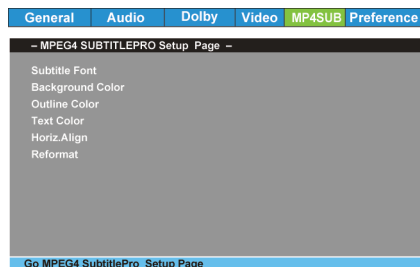 General Audio Dolby Video MP4SUB Preference
– MPEG4 SUBTITLEPRO Setup Page –
Subtitle Font
Background Color
Outline Color
Text Color
Horiz.Align
Reformat
Go MPEG4 SubtitlePro Setup Page